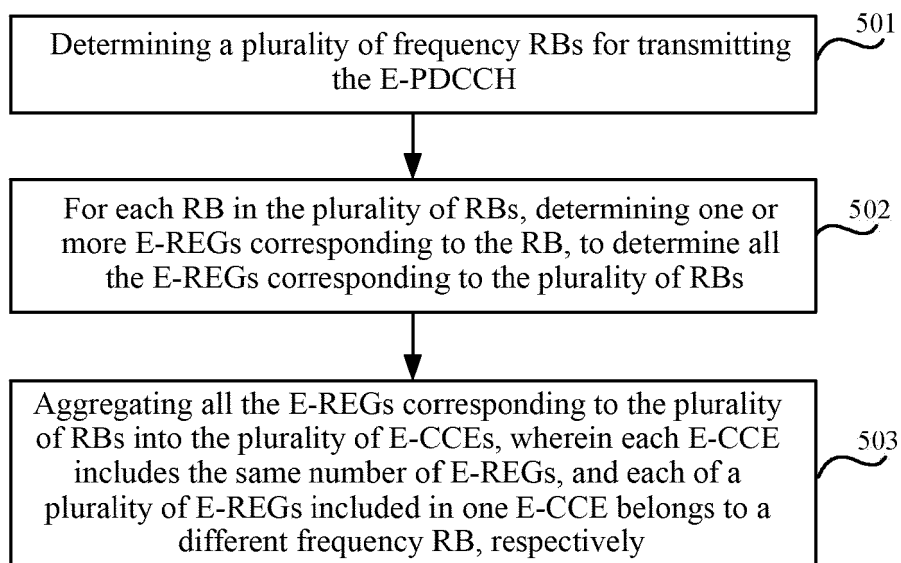 Determining a plurality of frequency RBs for transmitting
the E-PDCCH
501
For each RB in the plurality of RBs, determining one or
more E-REGs corresponding to the RB, to determine all
the E-REGs corresponding to the plurality of RBs
502
Aggregating all the E-REGs corresponding to the plurality
of RBs into the plurality of E-CCEs, wherein each E-CCE
includes the same number of E-REGs, and each of a
plurality of E-REGs included in one E-CCE belongs to a
different frequency RB, respectively
503